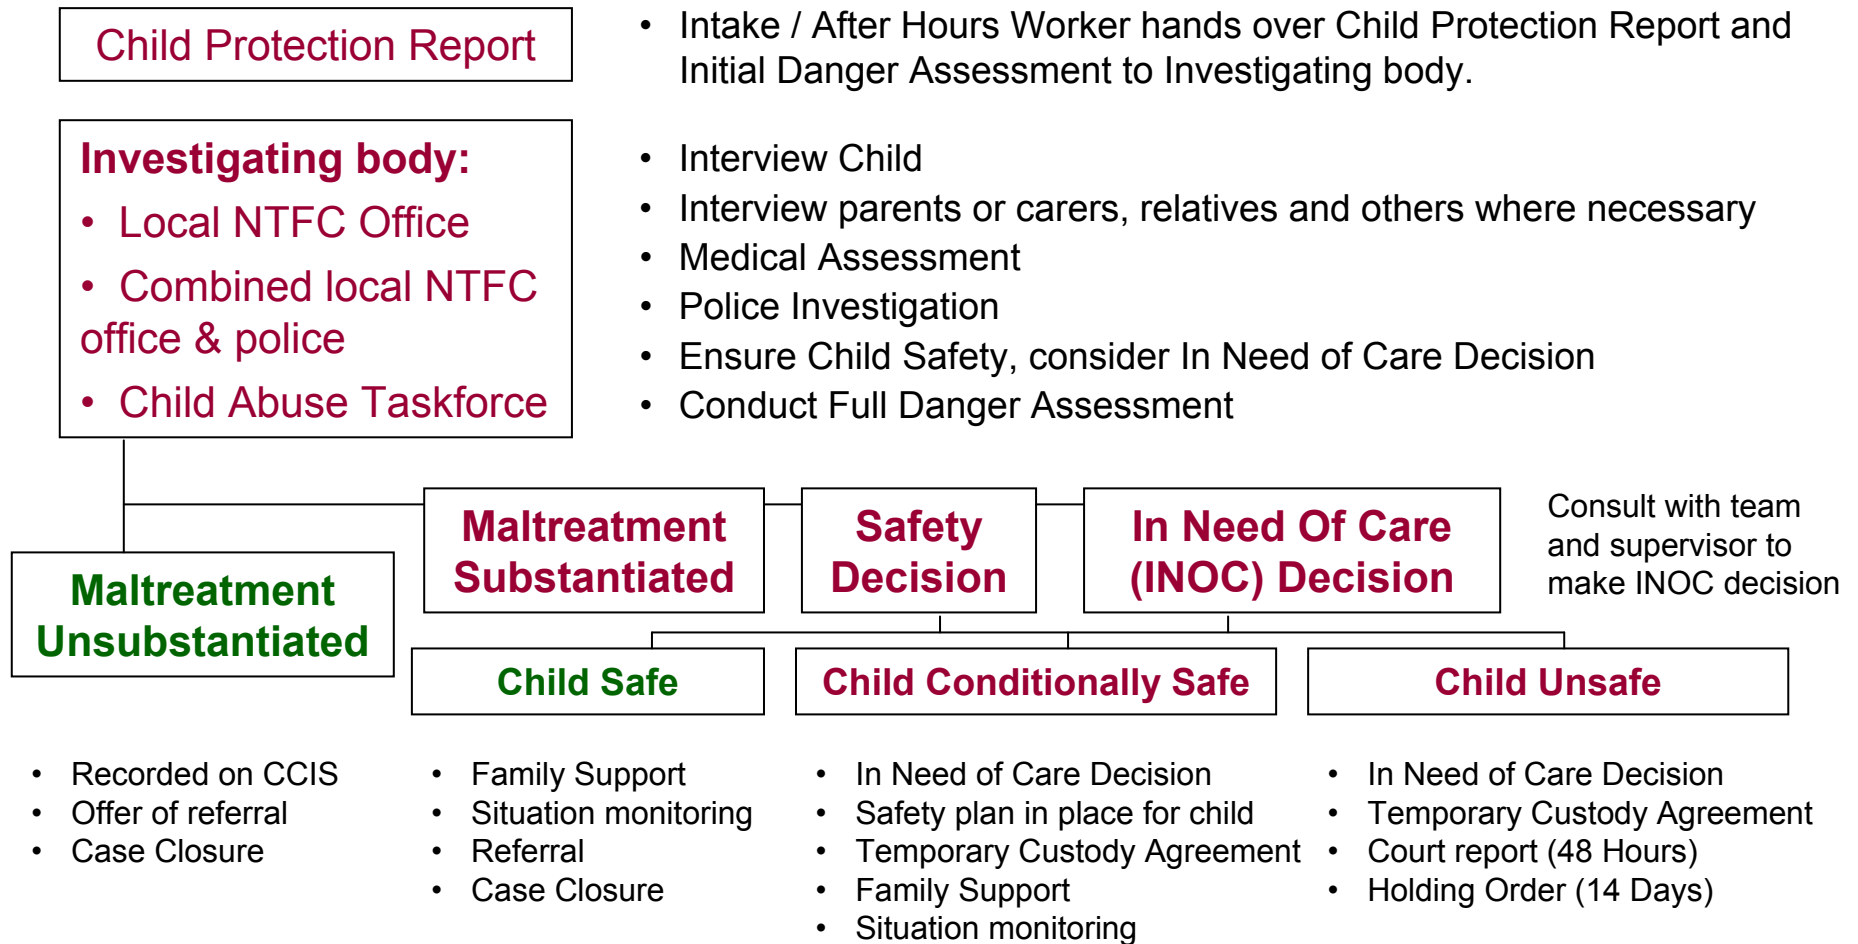 Child Protection Report
• Intake / After Hours Worker hands over Child Protection Report and
Initial Danger Assessment to Investigating body.
Investigating body:
• Local NTFC Office
• Combined local NTFC
office & police
• Child Abuse Taskforce
• Interview Child
• Interview parents or carers, relatives and others where necessary
• Medical Assessment
• Police Investigation
• Ensure Child Safety, consider In Need of Care Decision
• Conduct Full Danger Assessment
Maltreatment
Unsubstantiated
Maltreatment
Substantiated
Safety
Decision
In Need Of Care
(INOC) Decision
Consult with team
and supervisor to
make INOC decision
Child Safe
Child Conditionally Safe
Child Unsafe
• Recorded on CCIS
• Offer of referral
• Case Closure
• Family Support
• Situation monitoring
• Referral
• Case Closure
• In Need of Care Decision
• Safety plan in place for child
• Temporary Custody Agreement
• Family Support
• Situation monitoring
• In Need of Care Decision
• Temporary Custody Agreement
• Court report (48 Hours)
• Holding Order (14 Days)